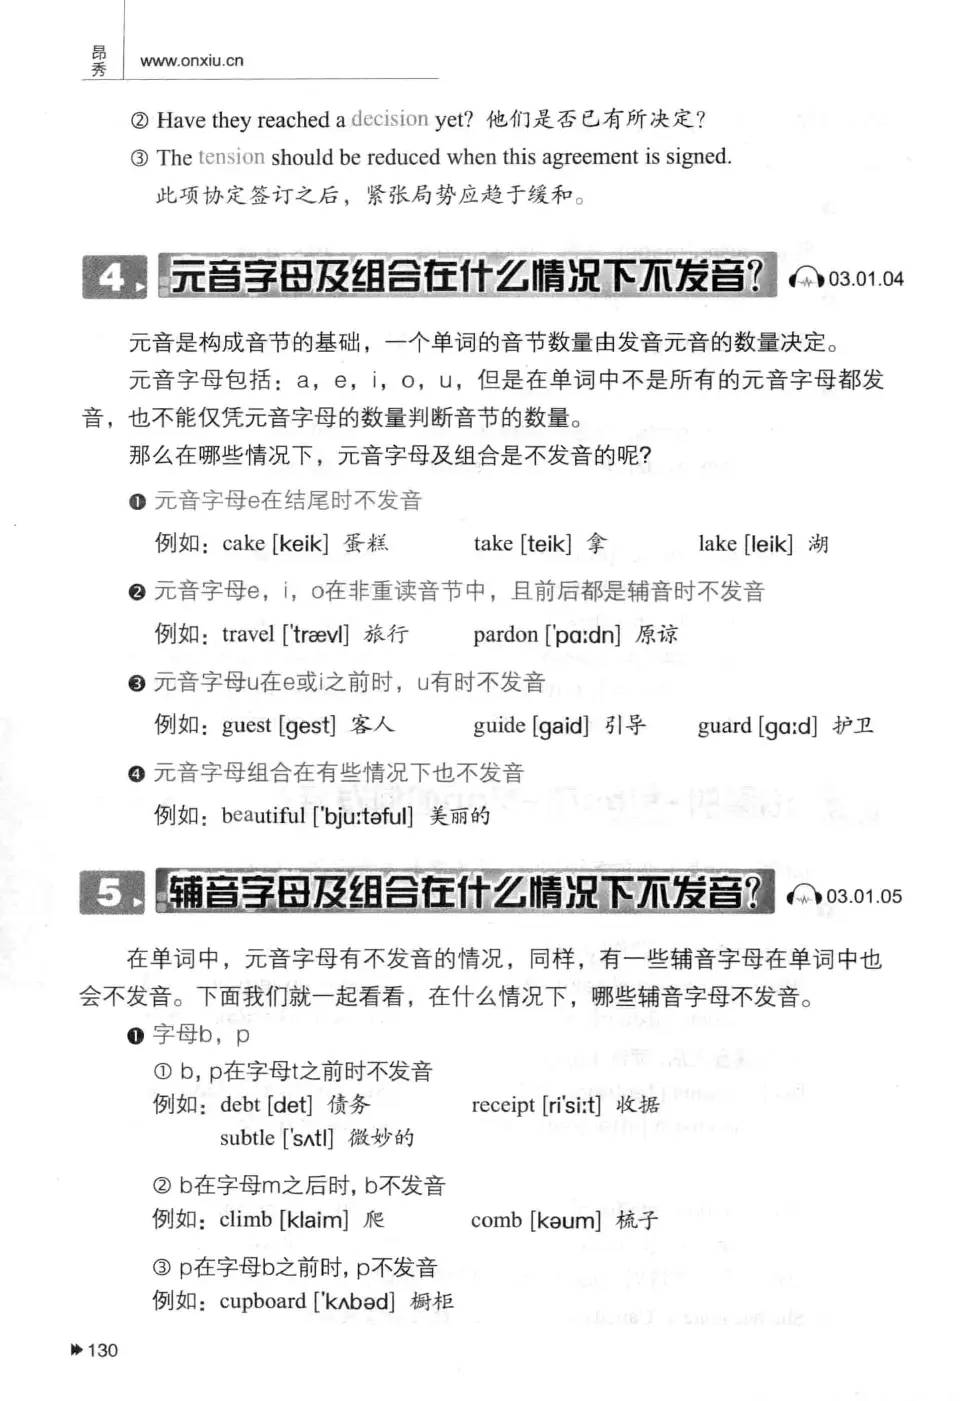 昂秀
www.onxiu.cn
② Have they reached a decision yet? 他们是否已有所决定?
③ The tension should be reduced when this agreement is signed.
此项协定签订之后，紧张局势应趋于缓和。
4 元音字母及组合在什么情况下不发音? 03.01.04
元音是构成音节的基础，一个单词的音节数量由发音元音的数量决定。
元音字母包括：a，e，i，o，u，但是在单词中不是所有的元音字母都发
音，也不能仅凭元音字母的数量判断音节的数量。
那么在哪些情况下，元音字母及组合是不发音的呢?
❶ 元音字母e在结尾时不发音
例如：cake [keik] 蛋糕 take [teik] 拿 lake [leik] 湖
❷ 元音字母e，i，o在非重读音节中，且前后都是辅音时不发音
例如：travel ['trævl] 旅行 pardon ['pɑ:dn] 原谅
❸ 元音字母u在e或i之前时，u有时不发音
例如：guest [gest] 客人 guide [gaid] 引导 guard [gɑ:d] 护卫
❹ 元音字母组合在有些情况下也不发音
例如：beautiful ['bju:təful] 美丽的
5 辅音字母及组合在什么情况下不发音? 03.01.05
在单词中，元音字母有不发音的情况，同样，有一些辅音字母在单词中也
会不发音。下面我们就一起看看，在什么情况下，哪些辅音字母不发音。
❶ 字母b，p
① b, p在字母t之前时不发音
例如：debt [det] 债务 receipt [ri'si:t] 收据
subtle ['sʌtl] 微妙的
② b在字母m之后时, b不发音
例如：climb [klaim] 爬 comb [kəum] 梳子
③ p在字母b之前时, p不发音
例如：cupboard ['kʌbəd] 橱柜
130